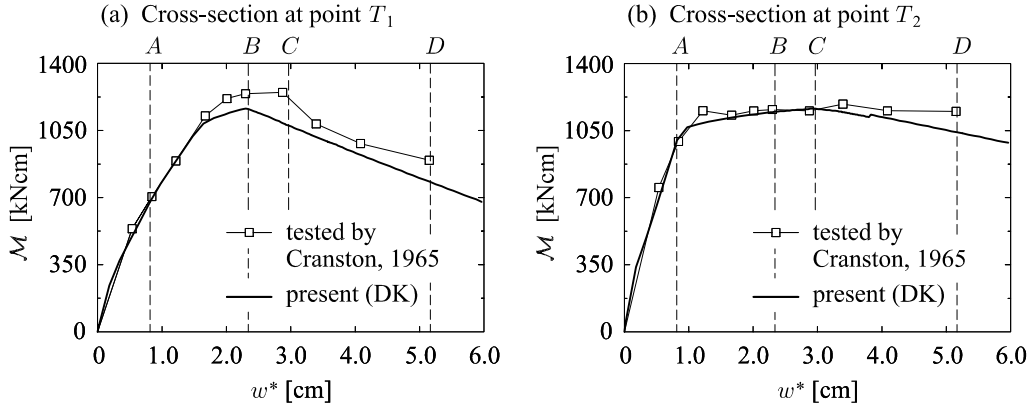 (a) Cross-section at point T₁
A B C D
1400
1050
700
350
0
ℳ [kNcm]
tested by
Cranston, 1965
present (DK)
0 1.0 2.0 3.0 4.0 5.0 6.0
w* [cm]
(b) Cross-section at point T₂
A B C D
1400
1050
700
350
0
ℳ [kNcm]
tested by
Cranston, 1965
present (DK)
0 1.0 2.0 3.0 4.0 5.0 6.0
w* [cm]